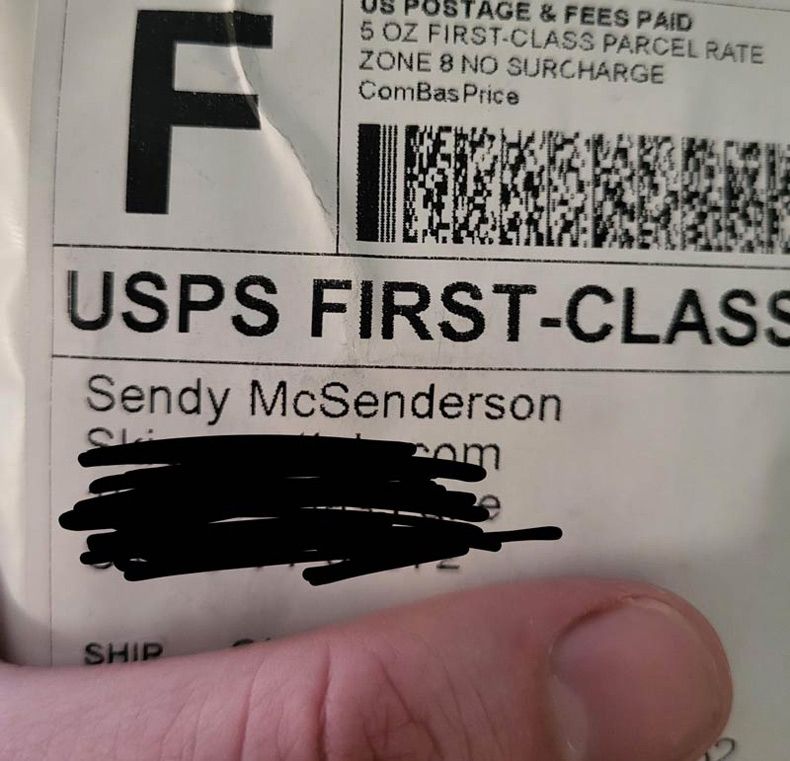 F
US POSTAGE & FEES PAID
5 OZ FIRST-CLASS PARCEL RATE
ZONE 8 NO SURCHARGE
ComBasPrice
USPS FIRST-CLASS
Sendy McSenderson
SHIP